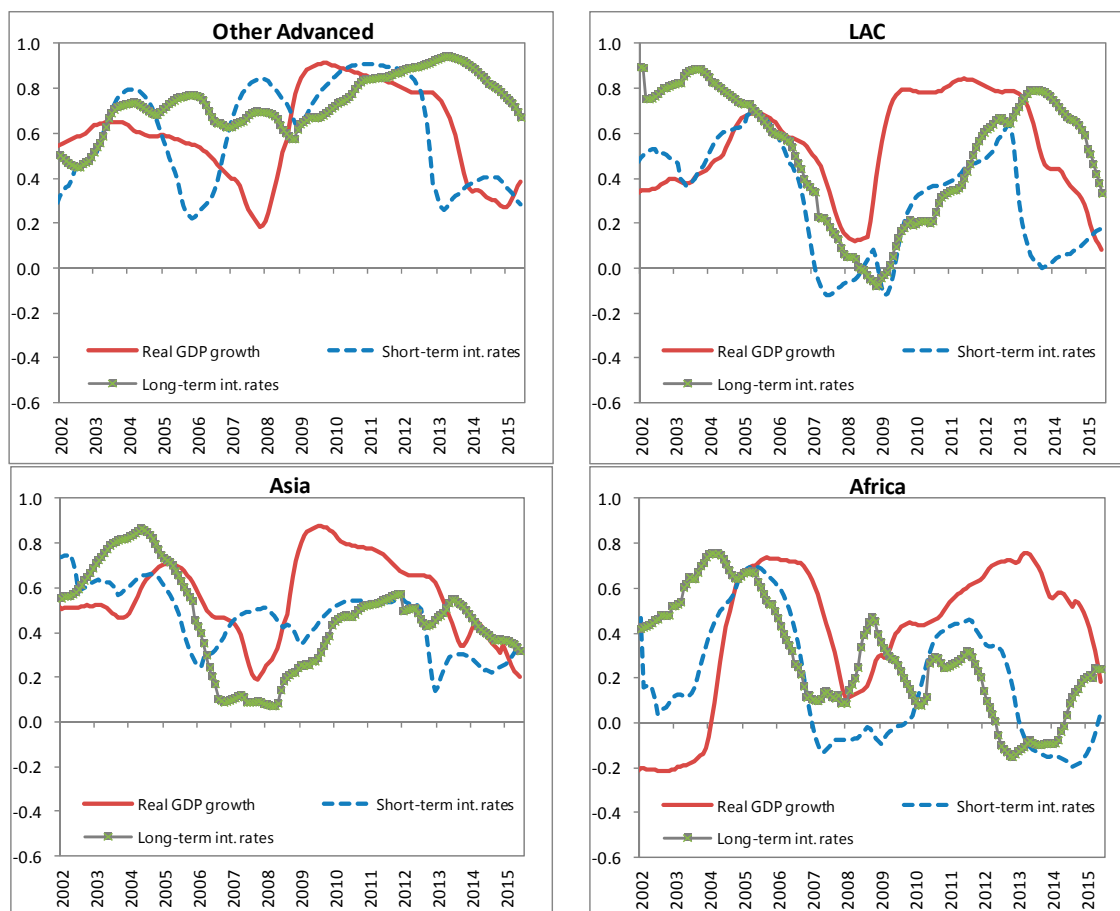 Other Advanced
1.0
0.8
0.6
0.4
0.2
0.0
-0.2
-0.4
-0.6
Real GDP growth
Short-term int. rates
Long-term int. rates
2002 2003 2004 2005 2006 2007 2008 2009 2010 2011 2012 2013 2014 2015
LAC
1.0
0.8
0.6
0.4
0.2
0.0
-0.2
-0.4
-0.6
Real GDP growth
Short-term int. rates
Long-term int. rates
2002 2003 2004 2005 2006 2007 2008 2009 2010 2011 2012 2013 2014 2015
Asia
1.0
0.8
0.6
0.4
0.2
0.0
-0.2
-0.4
-0.6
Real GDP growth
Short-term int. rates
Long-term int. rates
2002 2003 2004 2005 2006 2007 2008 2009 2010 2011 2012 2013 2014 2015
Africa
1.0
0.8
0.6
0.4
0.2
0.0
-0.2
-0.4
-0.6
Real GDP growth
Short-term int. rates
Long-term int. rates
2002 2003 2004 2005 2006 2007 2008 2009 2010 2011 2012 2013 2014 2015